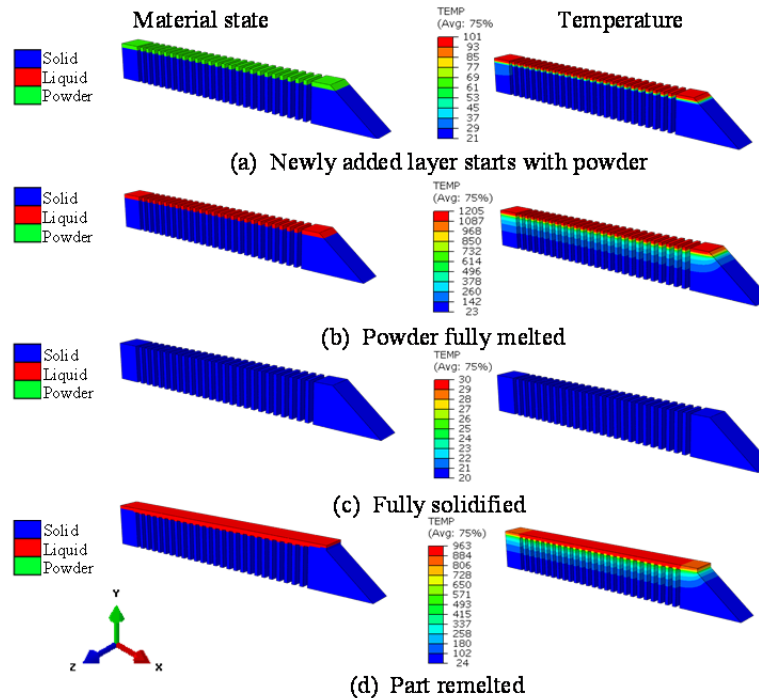 Material state
Temperature
Solid
Liquid
Powder
TEMP
(Avg: 75%
101
93
85
77
69
61
53
45
37
29
21
(a) Newly added layer starts with powder
Solid
Liquid
Powder
TEMP
(Avg: 75%)
1205
1087
968
850
732
614
496
378
260
142
23
(b) Powder fully melted
Solid
Liquid
Powder
TEMP
(Avg: 75%)
30
29
28
27
26
25
25
24
23
22
21
20
(c) Fully solidified
Solid
Liquid
Powder
TEMP
(Avg: 75%)
963
884
806
728
650
571
493
415
337
258
180
102
24
Y
Z
X
(d) Part remelted